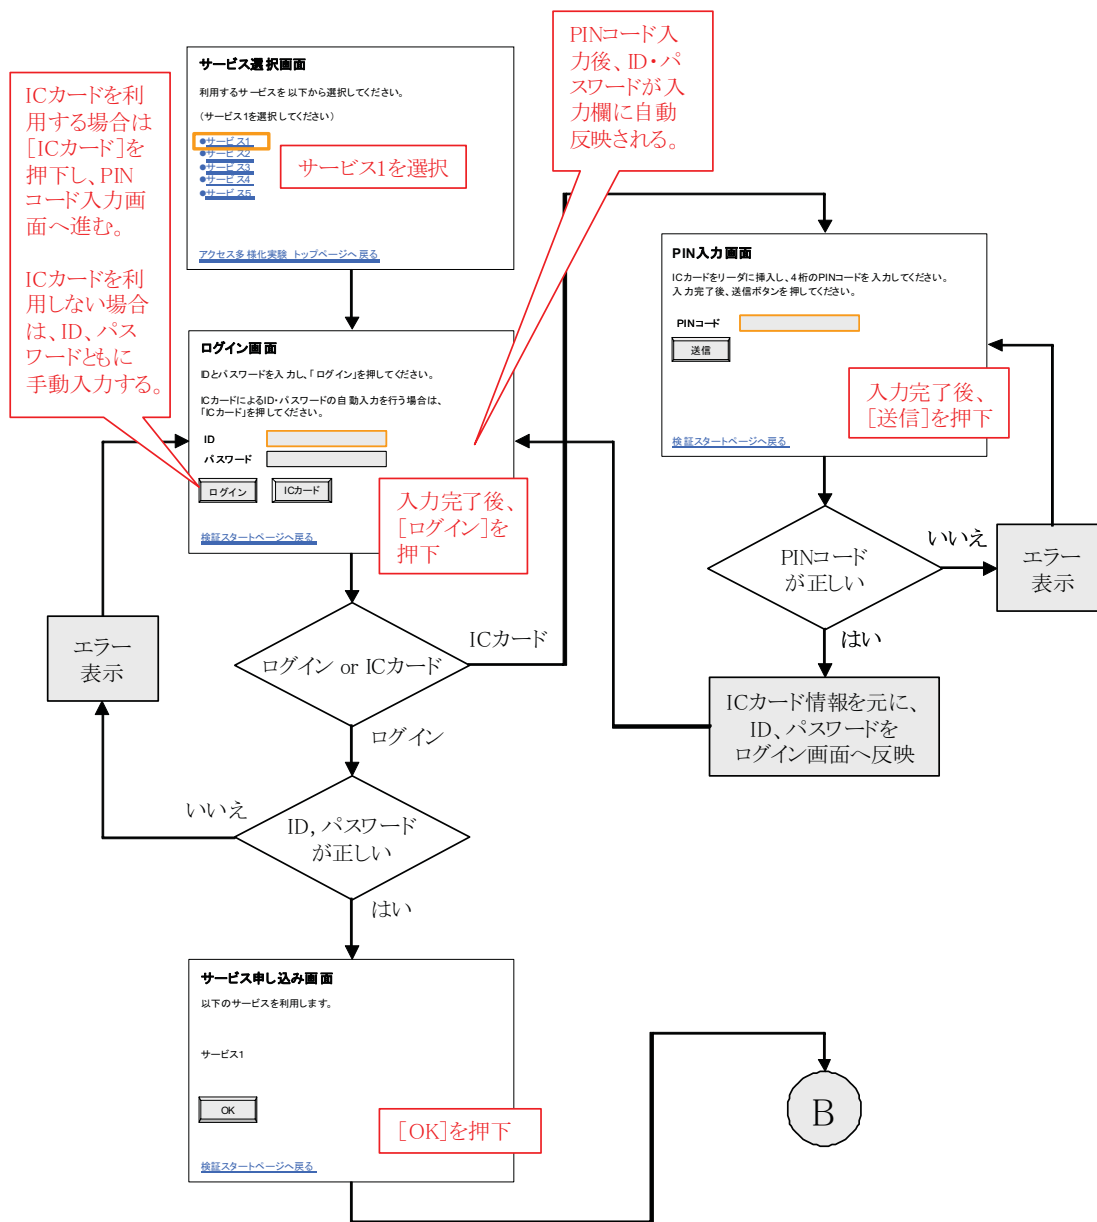 ICカードを利
用する場合は
[ICカード]を
押下し、PIN
コード入力画
面へ進む。
ICカードを利
用しない場合
は、ID、パス
ワードともに
手動入力する。
サービス選択画面
利用するサービスを以下から選択してください。
（サービス1を選択してください）
●サービス1
●サービス2
●サービス3
●サービス4
●サービス5
サービス1を選択
アクセス多様化実験 トップページへ戻る
PINコード入
力後、ID・パ
スワードが入
力欄に自動
反映される。
ログイン画面
IDとパスワードを入力し、「ログイン」を押してください。
ICカードによるID・パスワードの自動入力を行う場合は、
「ICカード」を押してください。
ID
パスワード
ログイン
ICカード
検証スタートページへ戻る
入力完了後、
[ログイン]を
押下
PIN入力画面
ICカードをリーダに挿入し、4桁のPINコードを入力してください。
入力完了後、送信ボタンを押してください。
PINコード
送信
検証スタートページへ戻る
入力完了後、
[送信]を押下
PINコード
が正しい
いいえ
エラー
表示
はい
ICカード情報を元に、
ID、パスワードを
ログイン画面へ反映
ログイン or ICカード
ICカード
ログイン
エラー
表示
いいえ
ID, パスワード
が正しい
はい
サービス申し込み画面
以下のサービスを利用します。
サービス1
OK
[OK]を押下
検証スタートページへ戻る
B